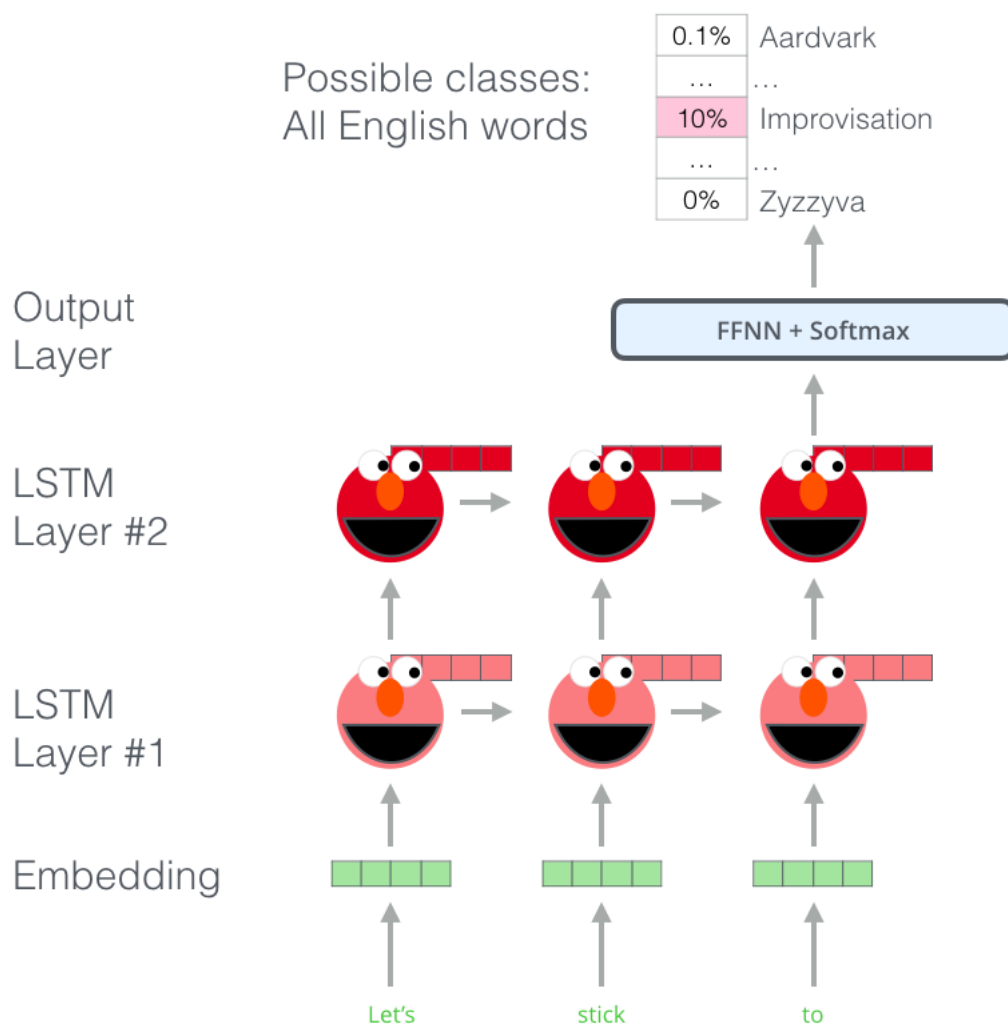 Possible classes:
All English words
0.1% Aardvark
... ...
10% Improvisation
... ...
0% Zyzzyva
Output
Layer
FFNN + Softmax
LSTM
Layer #2
LSTM
Layer #1
Embedding
Let's stick to